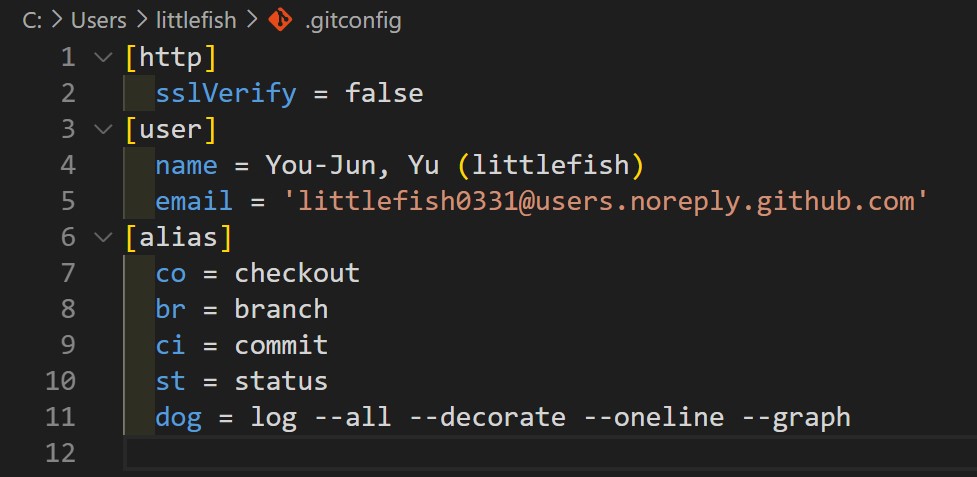 C: > Users > littlefish > .gitconfig
1 [http]
2 sslVerify = false
3 [user]
4 name = You-Jun, Yu (littlefish)
5 email = 'littlefish0331@users.noreply.github.com'
6 [alias]
7 co = checkout
8 br = branch
9 ci = commit
10 st = status
11 dog = log --all --decorate --oneline --graph
12